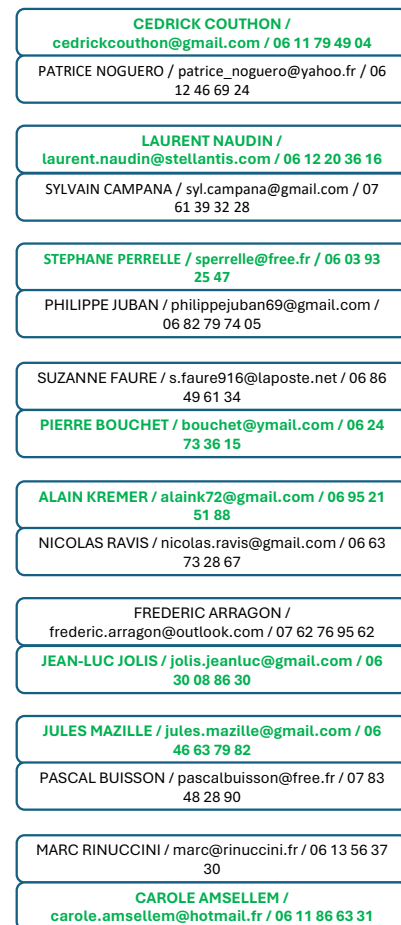 CEDRICK COUTHON /
cedrickcouthon@gmail.com / 06 11 79 49 04
PATRICE NOGUERO / patrice_noguero@yahoo.fr / 06
12 46 69 24
LAURENT NAUDIN /
laurent.naudin@stellantis.com / 06 12 20 36 16
SYLVAIN CAMPANA / syl.campana@gmail.com / 07
61 39 32 28
STEPHANE PERRELLE / sperrelle@free.fr / 06 03 93
25 47
PHILIPPE JUBAN / philippejuban69@gmail.com /
06 82 79 74 05
SUZANNE FAURE / s.faure916@laposte.net / 06 86
49 61 34
PIERRE BOUCHET / bouchet@ymail.com / 06 24
73 36 15
ALAIN KREMER / alaink72@gmail.com / 06 95 21
51 88
NICOLAS RAVIS / nicolas.ravis@gmail.com / 06 63
73 28 67
FREDERIC ARRAGON /
frederic.arragon@outlook.com / 07 62 76 95 62
JEAN-LUC JOLIS / jolis.jeanluc@gmail.com / 06
30 08 86 30
JULES MAZILLE / jules.mazille@gmail.com / 06
46 63 79 82
PASCAL BUISSON / pascalbuisson@free.fr / 07 83
48 28 90
MARC RINUCCINI / marc@rinuccini.fr / 06 13 56 37
30
CAROLE AMSELLEM /
carole.amsellem@hotmail.fr / 06 11 86 63 31